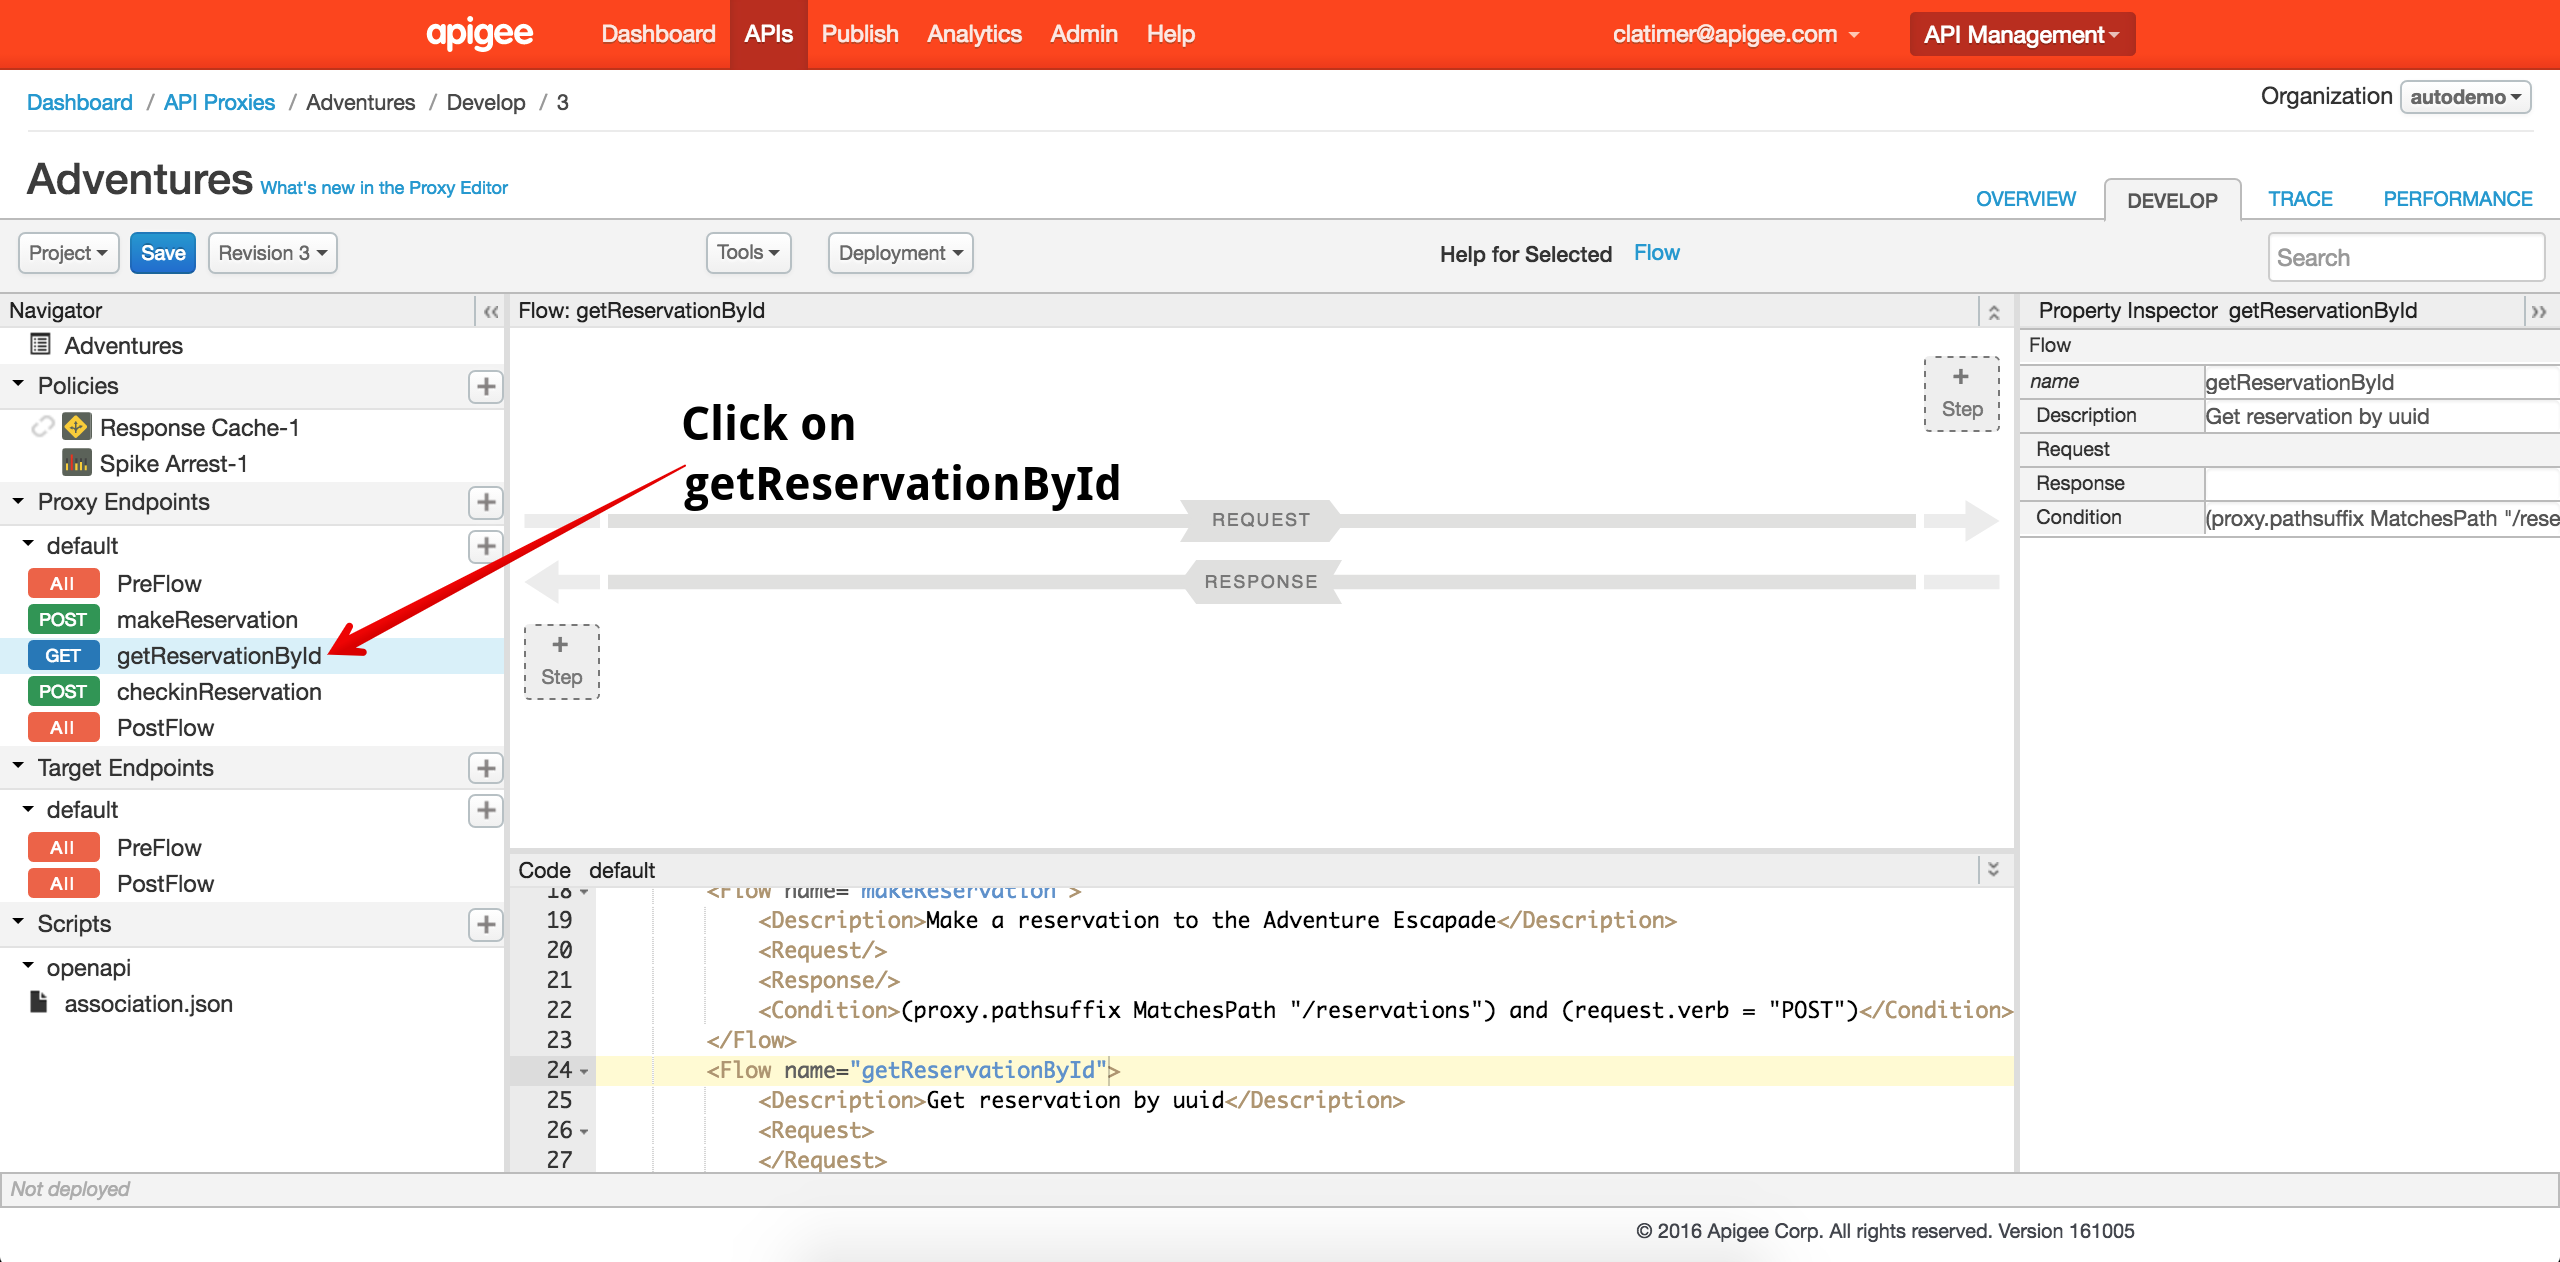 apigee Dashboard APIs Publish Analytics Admin Help clatimer@apigee.com API Management
Dashboard / API Proxies / Adventures / Develop / 3
Organization autodemo
Adventures What's new in the Proxy Editor
OVERVIEW DEVELOP TRACE PERFORMANCE
Project Save Revision 3 Tools Deployment Help for Selected Flow Search
Navigator
Adventures
Policies
Response Cache-1
Spike Arrest-1
Proxy Endpoints
default
All PreFlow
POST makeReservation
GET getReservationById
POST checkinReservation
All PostFlow
Target Endpoints
default
All PreFlow
All PostFlow
Scripts
openapi
association.json
Flow: getReservationById
+
Step
Click on
getReservationById
REQUEST
RESPONSE
+
Step
Code default
18 <Flow name="makeReservation">
19 <Description>Make a reservation to the Adventure Escapade</Description>
20 <Request/>
21 <Response/>
22 <Condition>(proxy.pathsuffix MatchesPath "/reservations") and (request.verb = "POST")</Condition>
23 </Flow>
24 <Flow name="getReservationById">
25 <Description>Get reservation by uuid</Description>
26 <Request>
27 </Request>
Property Inspector getReservationById
Flow
name getReservationById
Description Get reservation by uuid
Request
Response
Condition (proxy.pathsuffix MatchesPath "/rese
Not deployed
© 2016 Apigee Corp. All rights reserved. Version 161005